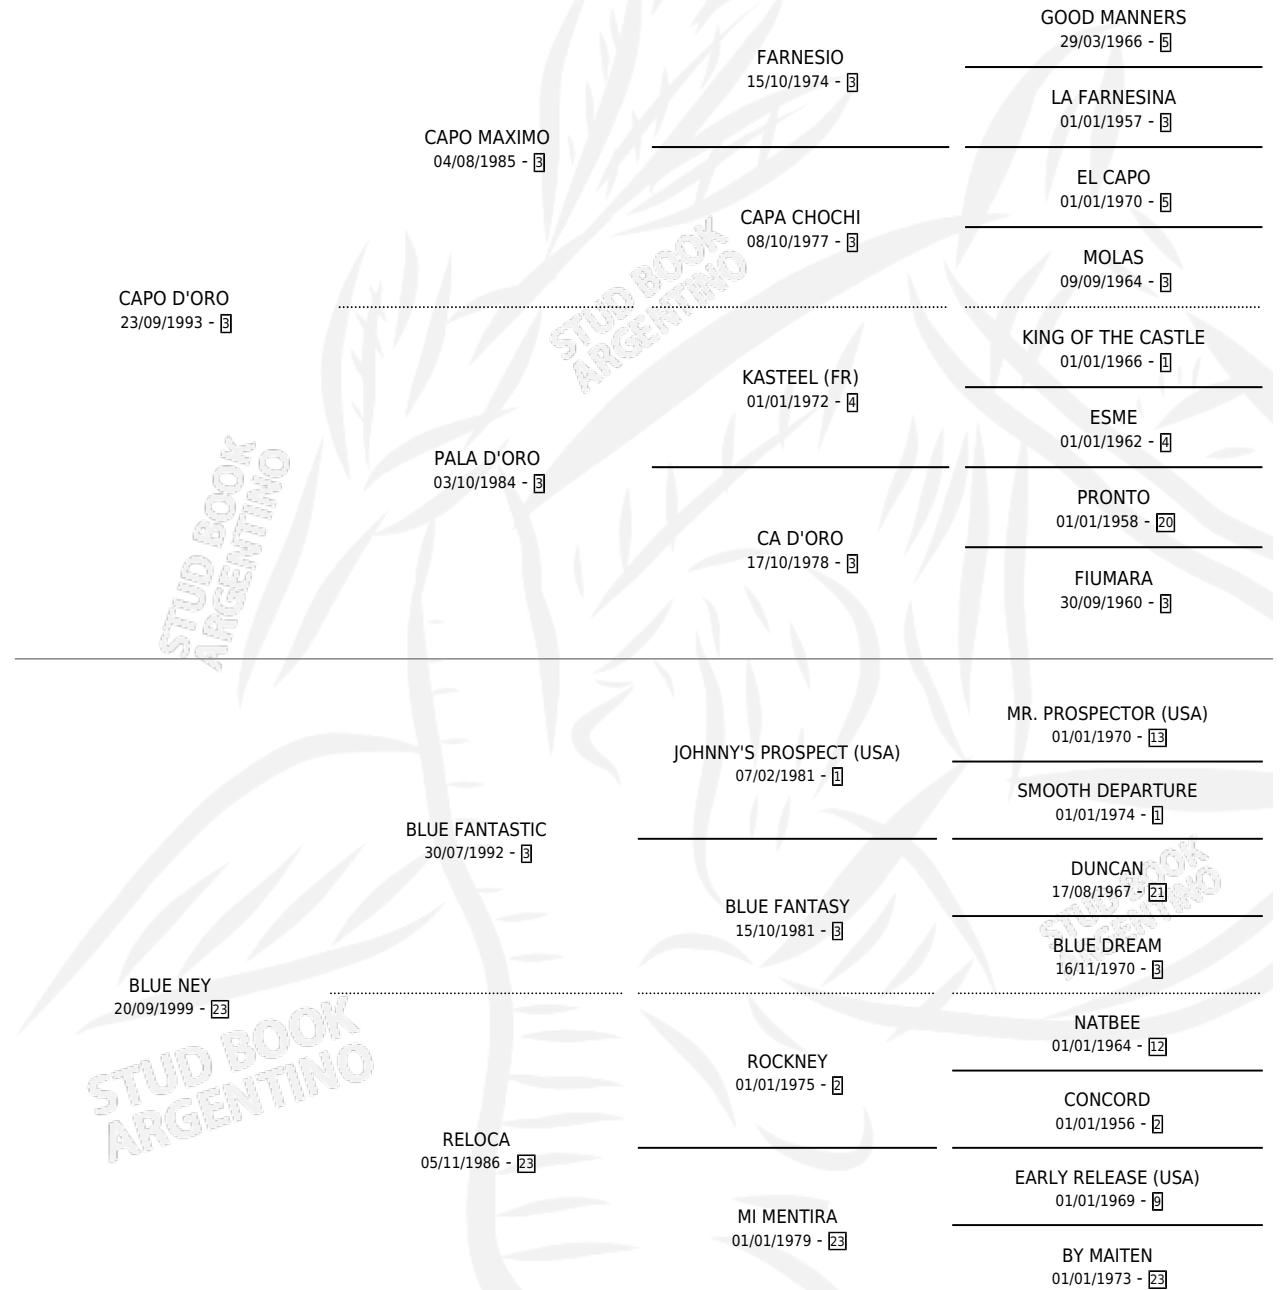 GOOD MANNERS
29/03/1966 - 5
FARNESIO
15/10/1974 - 3
LA FARNESINA
01/01/1957 - 3
CAPO MAXIMO
04/08/1985 - 3
EL CAPO
01/01/1970 - 5
CAPA CHOCHI
08/10/1977 - 3
MOLAS
09/09/1964 - 3
CAPO D'ORO
23/09/1993 - 3
STUD BOOK
ARGENTINO
KING OF THE CASTLE
01/01/1966 - 1
KASTEEL (FR)
01/01/1972 - 4
ESME
01/01/1962 - 4
PALA D'ORO
03/10/1984 - 3
PRONTO
01/01/1958 - 20
CA D'ORO
17/10/1978 - 3
FIUMARA
30/09/1960 - 3
STUD BOOK
ARGENTINO
MR. PROSPECTOR (USA)
01/01/1970 - 13
JOHNNY'S PROSPECT (USA)
07/02/1981 - 1
SMOOTH DEPARTURE
01/01/1974 - 1
BLUE FANTASTIC
30/07/1992 - 3
DUNCAN
17/08/1967 - 21
BLUE FANTASY
15/10/1981 - 3
BLUE DREAM
16/11/1970 - 3
STUD BOOK
ARGENTINO
BLUE NEY
20/09/1999 - 23
NATBEE
01/01/1964 - 12
ROCKNEY
01/01/1975 - 2
CONCORD
01/01/1956 - 2
STUD BOOK
ARGENTINO
RELOCA
05/11/1986 - 23
EARLY RELEASE (USA)
01/01/1969 - 9
MI MENTIRA
01/01/1979 - 23
BY MAITEN
01/01/1973 - 23